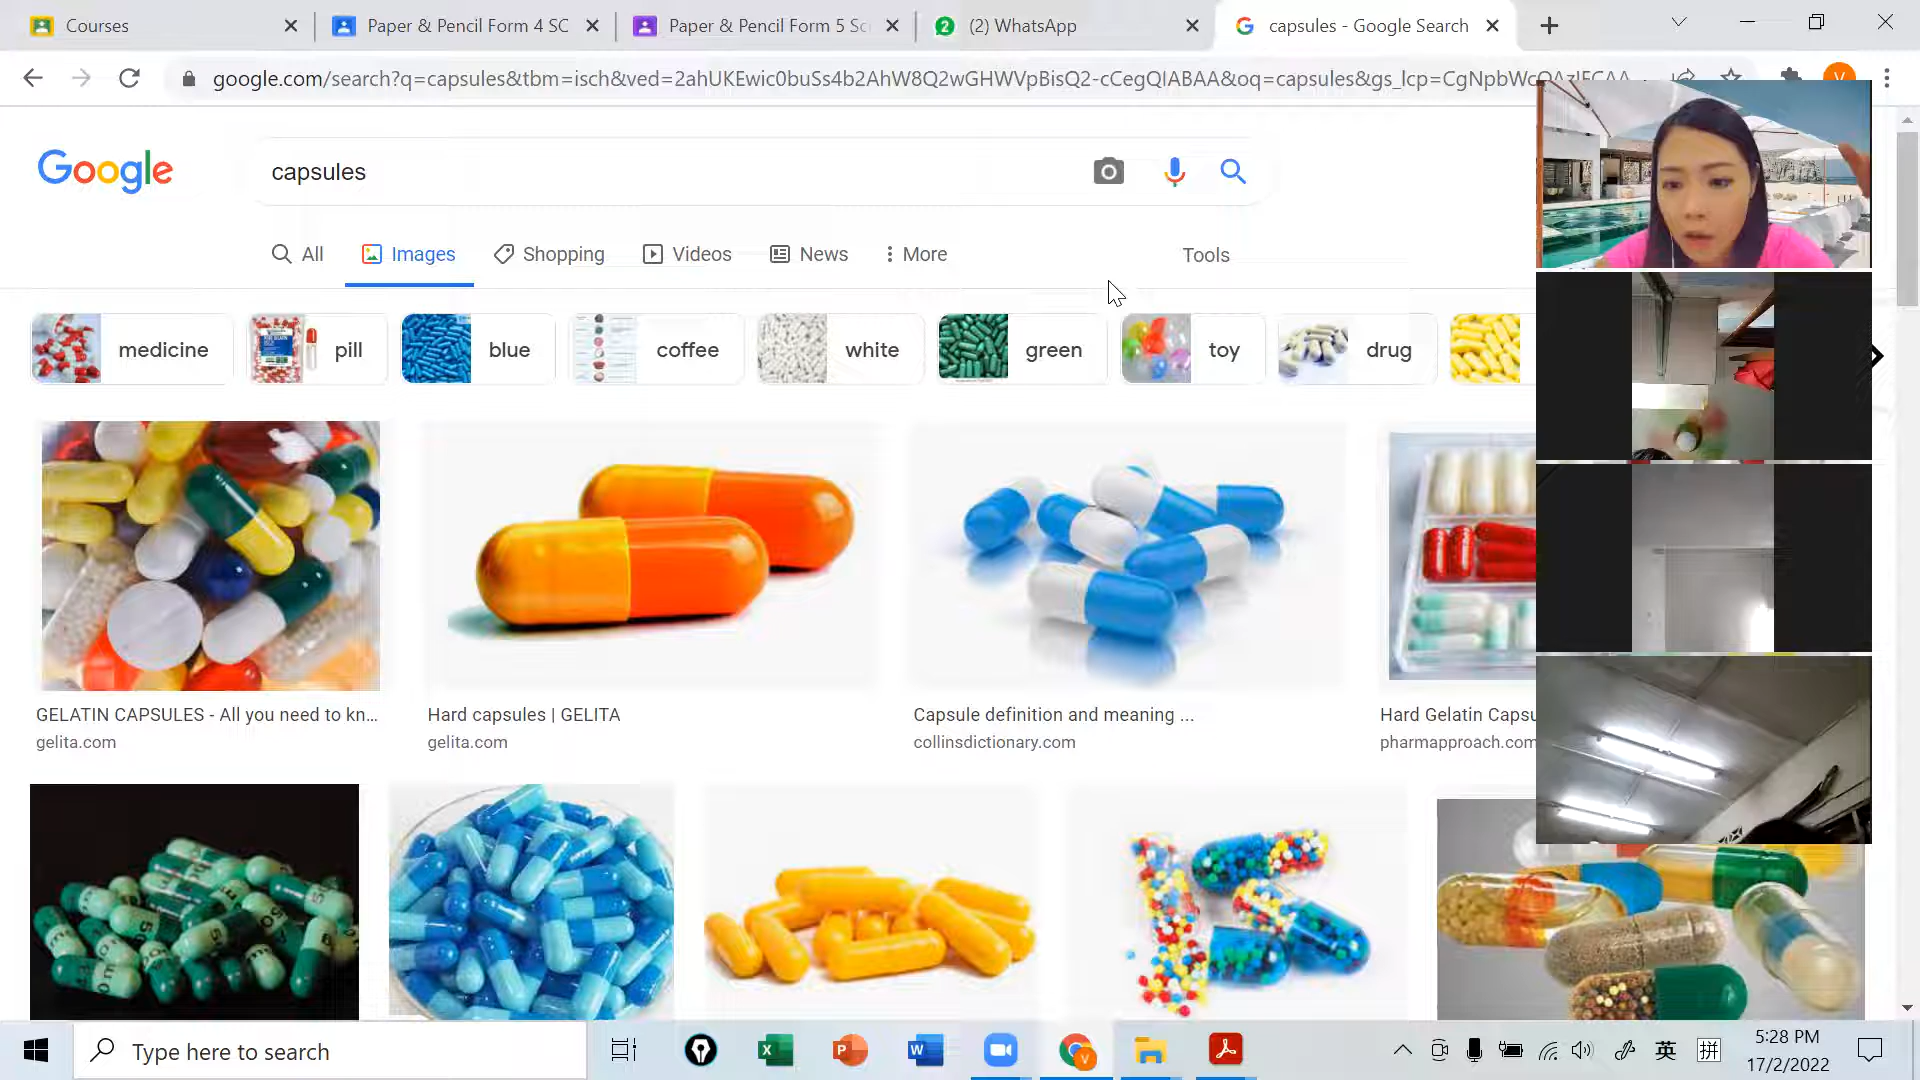 Courses
Paper & Pencil Form 4 SC
Paper & Pencil Form 5 Sc
(2) WhatsApp
capsules - Google Search
google.com/search?q=capsules&tbm=isch&ved=2ahUKEwic0buSs4b2AhW8Q2wGHWVpBisQ2-cCegQIABAA&oq=capsules&gs_lcp=CgNpbWcQAzIFCAA
V
Google
capsules
All
Images
Shopping
Videos
News
More
Tools
medicine
pill
blue
coffee
white
green
toy
drug
GELATIN CAPSULES - All you need to kn...
gelita.com
Hard capsules | GELITA
gelita.com
Capsule definition and meaning ...
collinsdictionary.com
Hard Gelatin Capsu
pharmapproach.com
Type here to search
英
拼
5:28 PM
17/2/2022